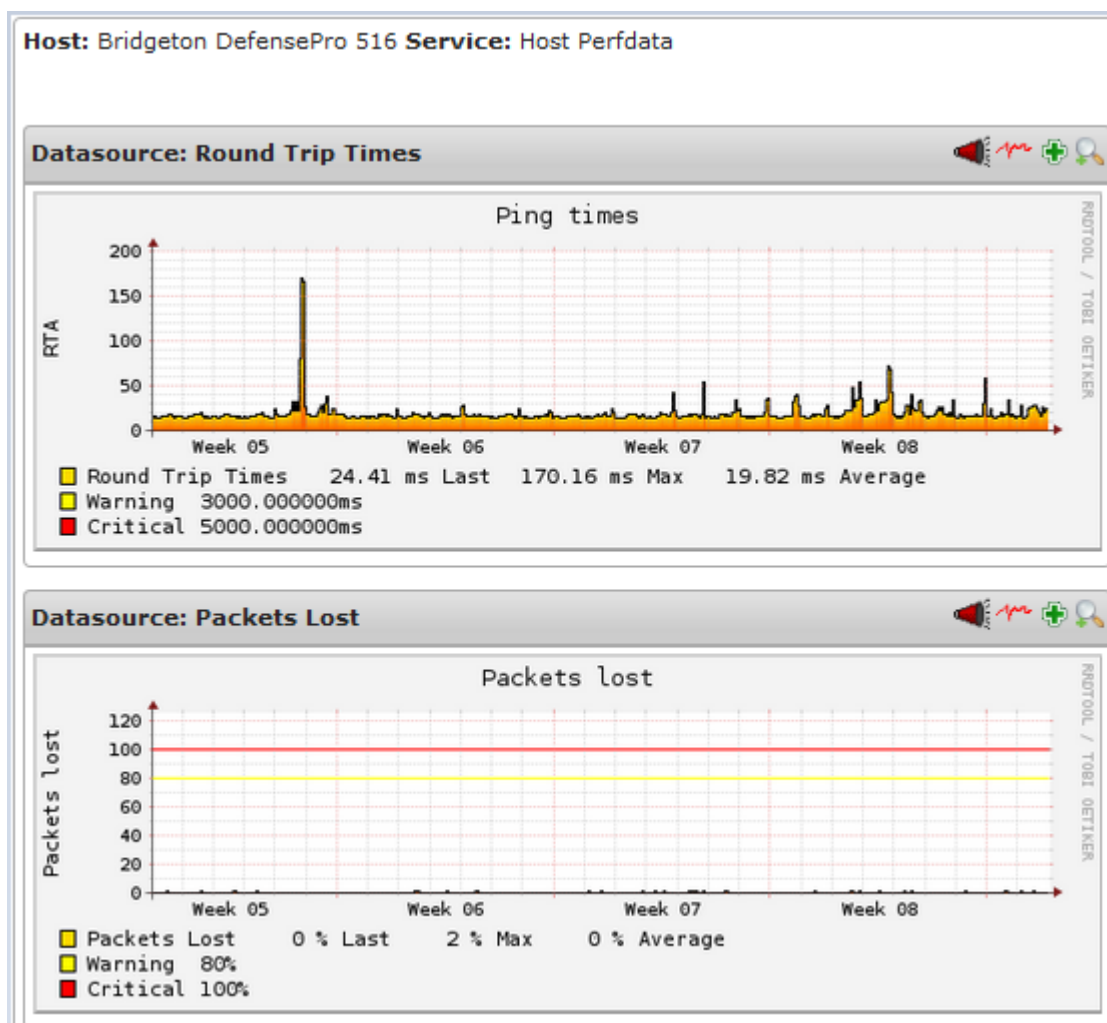 Host: Bridgeton DefensePro 516 Service: Host Perfdata
Datasource: Round Trip Times
Ping times
RRDTOOL / TOBI OETIKER
RTA
200
150
100
50
0
Week 05 Week 06 Week 07 Week 08
Round Trip Times 24.41 ms Last 170.16 ms Max 19.82 ms Average
Warning 3000.000000ms
Critical 5000.000000ms
Datasource: Packets Lost
Packets lost
RRDTOOL / TOBI OETIKER
Packets lost
120
100
80
60
40
20
0
Week 05 Week 06 Week 07 Week 08
Packets Lost 0 % Last 2 % Max 0 % Average
Warning 80%
Critical 100%